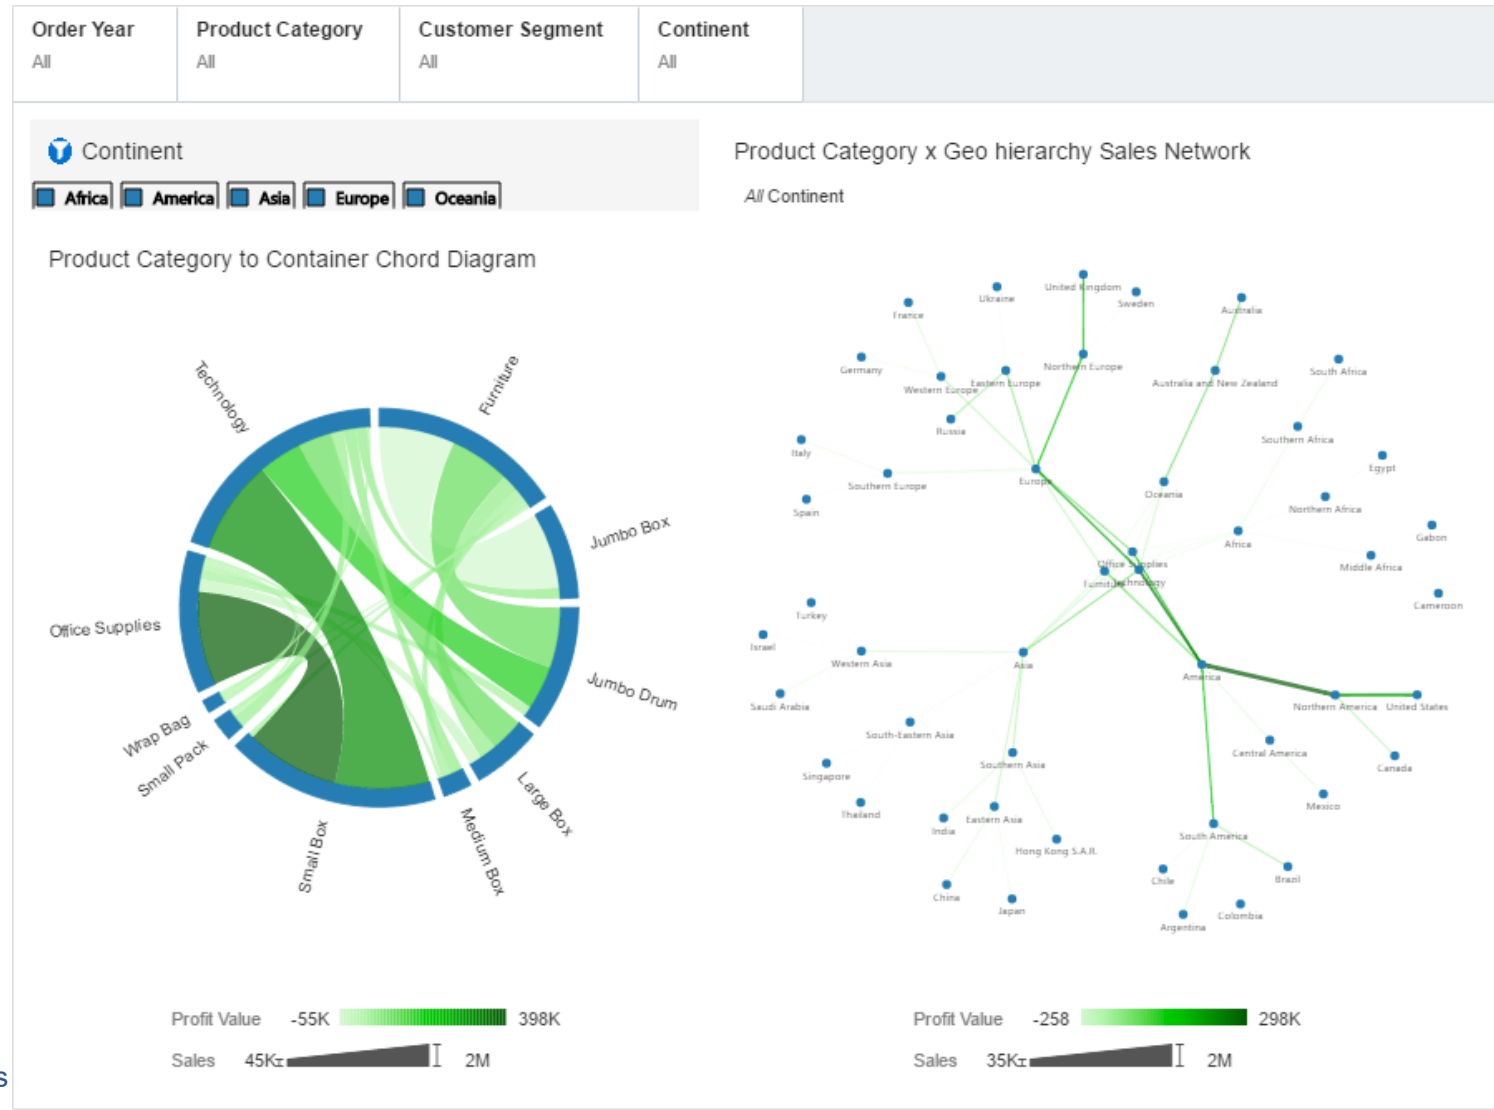 Order Year
Product Category
Customer Segment
Continent
All
All
All
All
Continent
Africa
America
Asia
Europe
Oceania
Product Category to Container Chord Diagram
Technology
Furniture
Jumbo Box
Jumbo Drum
Large Box
Medium Box
Small Box
Small Pack
Wrap Bag
Office Supplies
Profit Value -55K 398K
Sales 45K 2M
Product Category x Geo hierarchy Sales Network
All Continent
United Kingdom
Ukraine
Sweden
France
Australia
Northern Europe
Germany
South Africa
Western Europe
Eastern Europe
Australia and New Zealand
Russia
Southern Africa
Italy
Egypt
Europe
Southern Europe
Oceania
Spain
Northern Africa
Gabon
Africa
Office Supplies
Middle Africa
Furniture
Technology
Cameroon
Turkey
Israel
Western Asia
Asia
America
Saudi Arabia
Northern America
United States
South-Eastern Asia
Central America
Southern Asia
Canada
Singapore
Mexico
Thailand
Eastern Asia
India
South America
Hong Kong S.A.R.
Chile
Brazil
China
Japan
Colombia
Argentina
Profit Value -258 298K
Sales 35K 2M
s